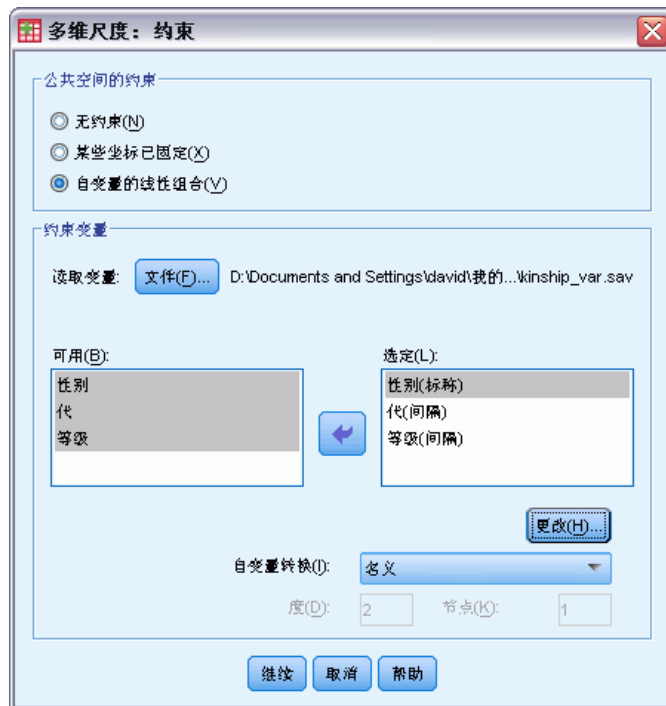 多维尺度：约束
公共空间的约束
无约束(N)
某些坐标已固定(X)
自变量的线性组合(V)
约束变量
读取变量: 文件(F)... D:\Documents and Settings\david\我的...\kinship_var.sav
可用(B): 选定(L):
性别 性别(标称)
代 代(间隔)
等级 等级(间隔)
更改(H)...
自变量转换(I): 名义
度(D): 2 节点(K): 1
继续 取消 帮助